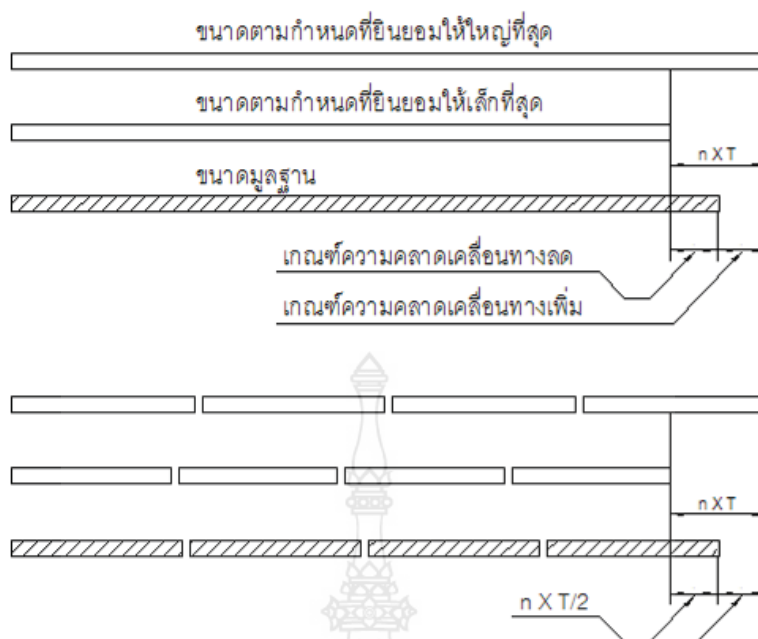 ขนาดตามกำหนดที่ยินยอมให้ใหญ่ที่สุด
ขนาดตามกำหนดที่ยินยอมให้เล็กที่สุด
n X T
ขนาดมูลฐาน
เกณฑ์ความคลาดเคลื่อนทางลด
เกณฑ์ความคลาดเคลื่อนทางเพิ่ม
n X T
n X T/2